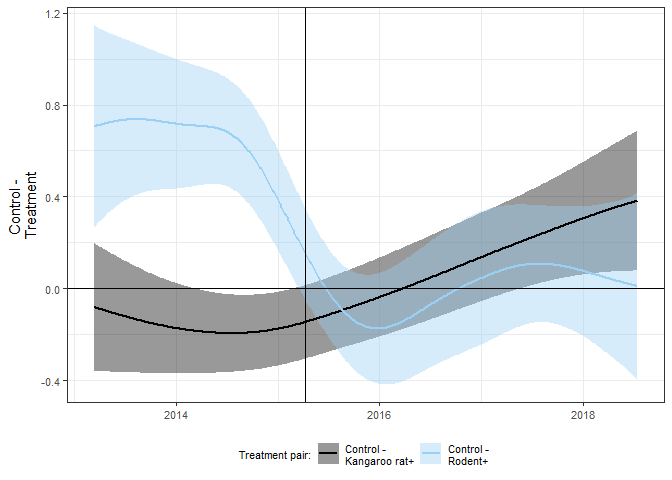 1.2
0.8
0.4
0.0
-0.4
Control -
Treatment
2014
2016
2018
Treatment pair:
Control -
Kangaroo rat+
Control -
Rodent+